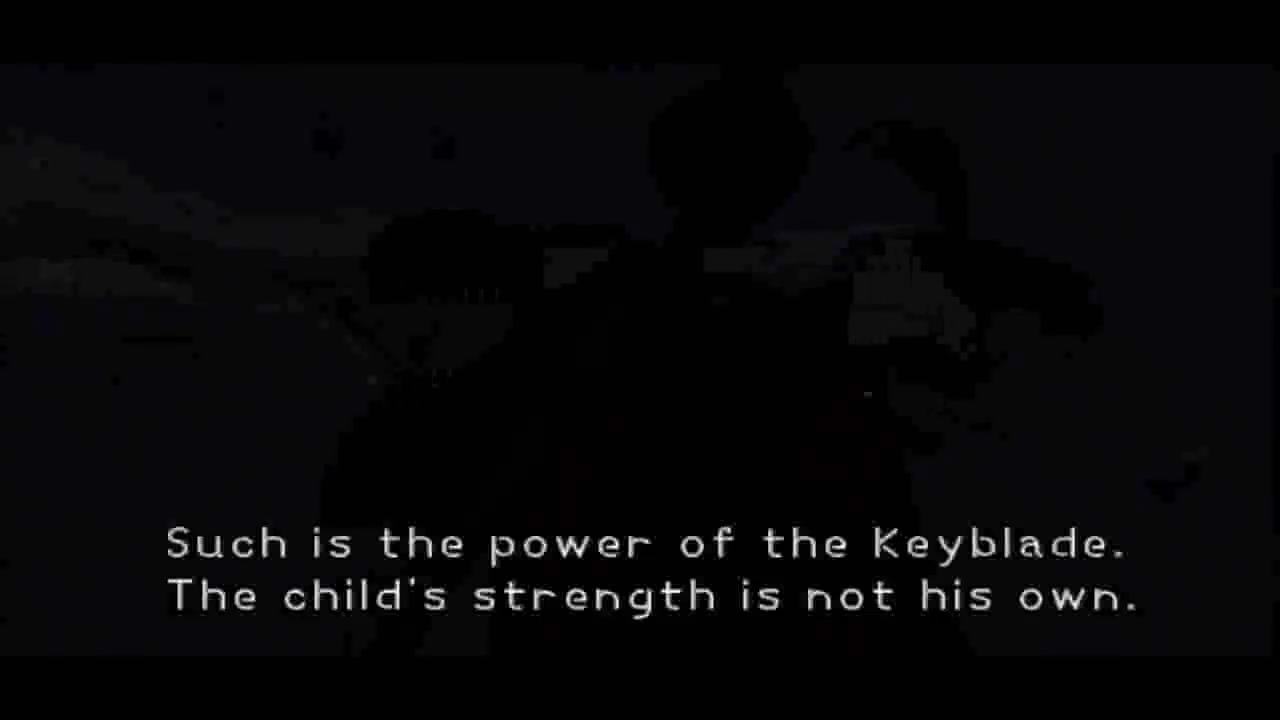 Such is the power of the Keyblade.
The child's strength is not his own.